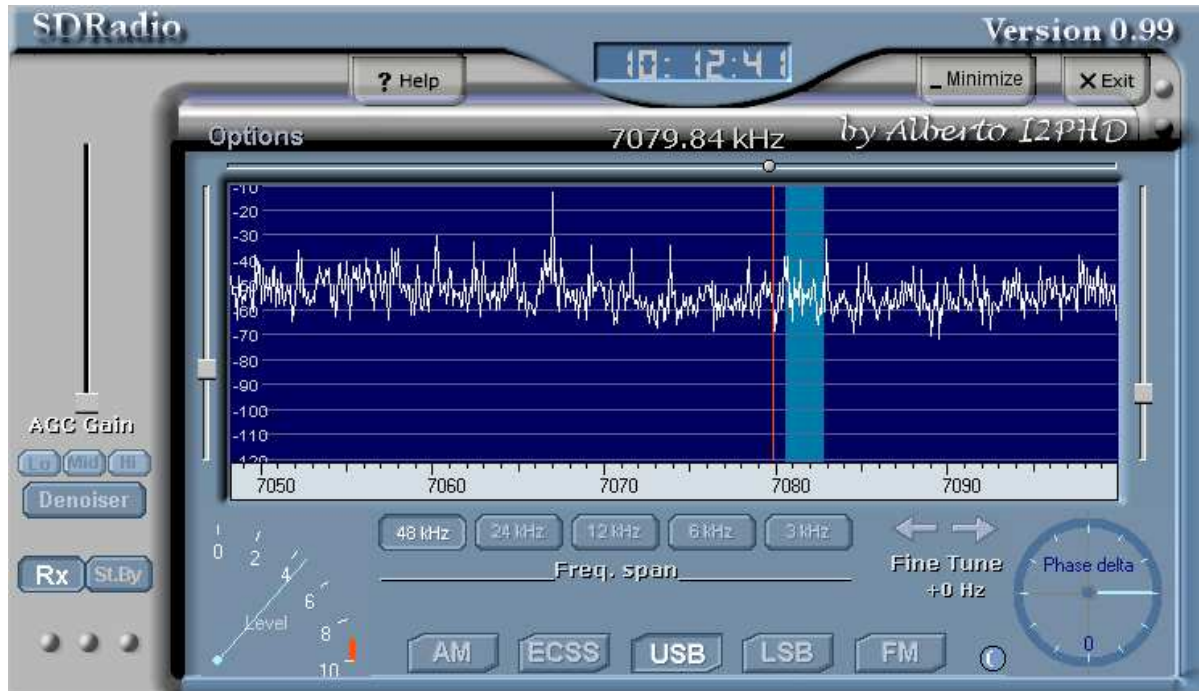 SDRadio
Version 0.99
10:12:41
? Help
_ Minimize
X Exit
Options
7079.84 kHz
by Alberto I2PHD
-10
-20
-30
-40
-50
-60
-70
-80
-90
-100
-110
-120
7050 7060 7070 7080 7090
AGC Gain
Lo Mid Hi
Denoiser
Rx St.By
48 kHz 24 kHz 12 kHz 6 kHz 3 kHz
Freq. span
Fine Tune
+0 Hz
Phase delta
0
0 2 4 6 8 10
Level
AM ECSS USB LSB FM
C